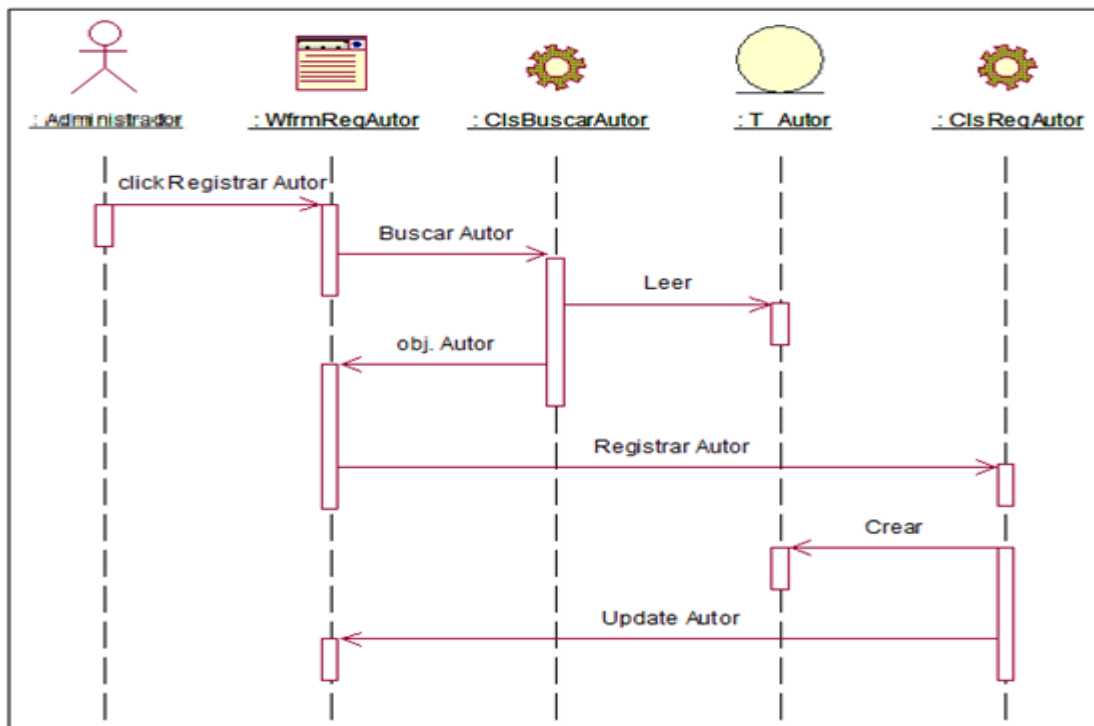 : Administrador
: WfrmRegAutor
: ClsBuscarAutor
: T_Autor
: ClsRegAutor
click Registrar Autor
Buscar Autor
Leer
obj. Autor
Registrar Autor
Crear
Update Autor